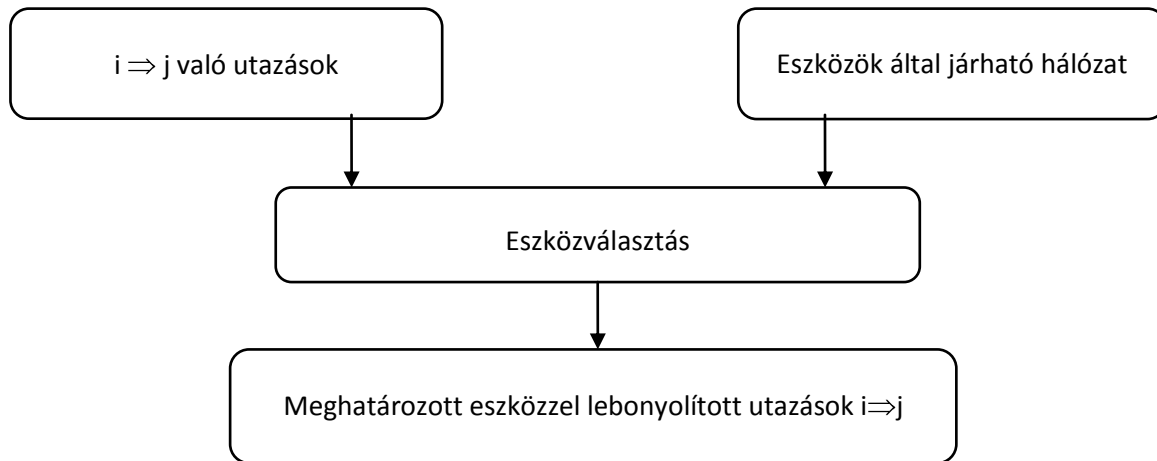 i ⇒ j való utazások
Eszközök által járható hálózat
Eszközválasztás
Meghatározott eszközzel lebonyolított utazások i⇒j